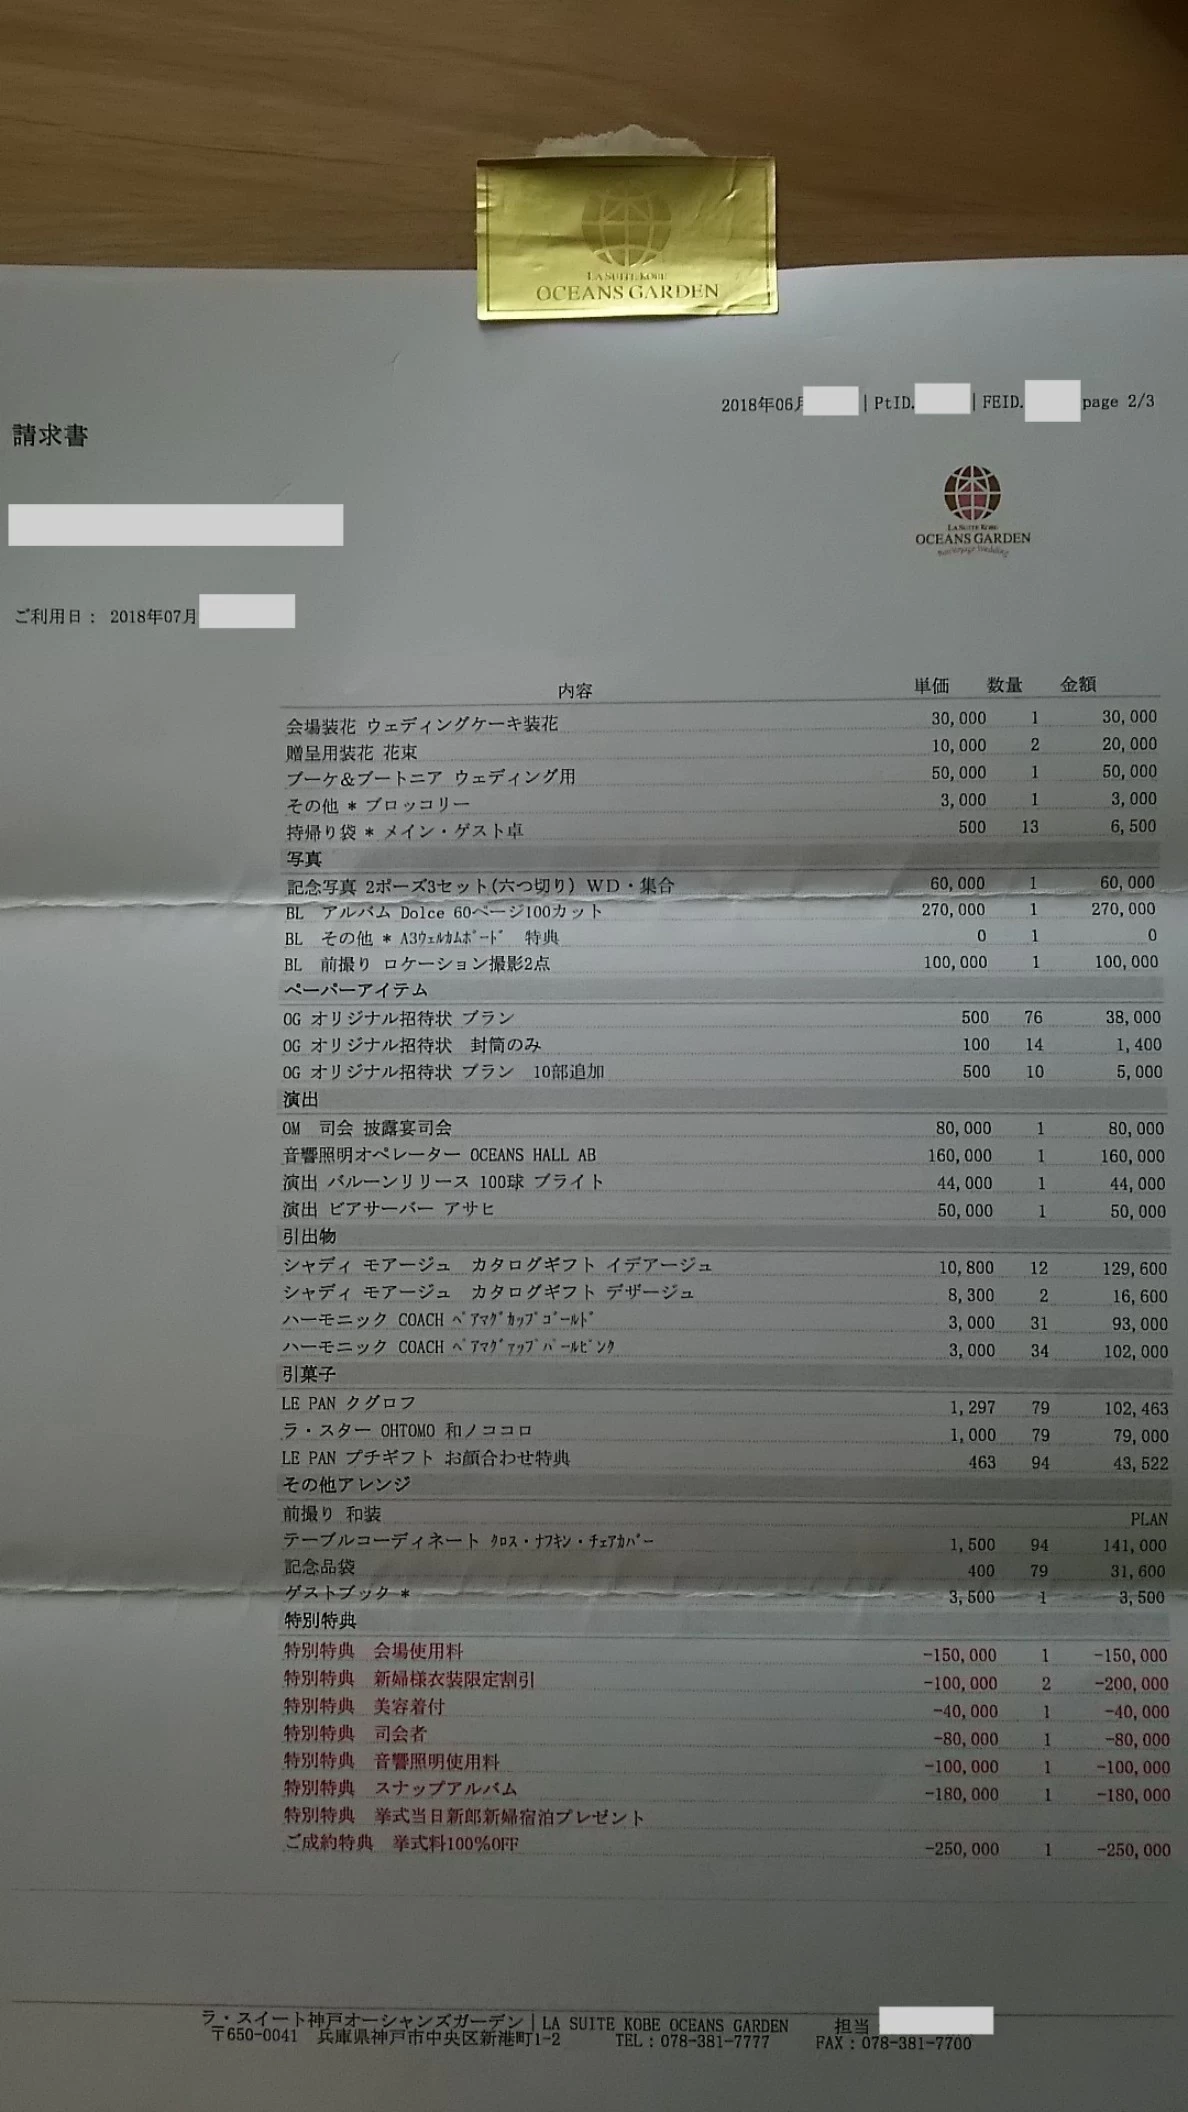 LA SUITE KOBE
OCEANS GARDEN
2018年06月 | PtID. | FEID. page 2/3
請求書
LA SUITE KOBE
OCEANS GARDEN
Bon Voyage Wedding
ご利用日： 2018年07月
内容 単価 数量 金額
会場装花 ウェディングケーキ装花 30,000 1 30,000
贈呈用装花 花束 10,000 2 20,000
ブーケ&ブートニア ウェディング用 50,000 1 50,000
その他 * ブロッコリー 3,000 1 3,000
持帰り袋 * メイン・ゲスト卓 500 13 6,500
写真
記念写真 2ポーズ3セット(六つ切り) WD・集合 60,000 1 60,000
BL アルバム Dolce 60ページ100カット 270,000 1 270,000
BL その他 * A3ｳｪﾙｶﾑﾎﾞｰﾄﾞ 特典 0 1 0
BL 前撮り ロケーション撮影2点 100,000 1 100,000
ペーパーアイテム
OG オリジナル招待状 ブラン 500 76 38,000
OG オリジナル招待状 封筒のみ 100 14 1,400
OG オリジナル招待状 ブラン 10部追加 500 10 5,000
演出
OM 司会 披露宴司会 80,000 1 80,000
音響照明オペレーター OCEANS HALL AB 160,000 1 160,000
演出 バルーンリリース 100球 ブライト 44,000 1 44,000
演出 ビアサーバー アサヒ 50,000 1 50,000
引出物
シャディ モアージュ カタログギフト イデアージュ 10,800 12 129,600
シャディ モアージュ カタログギフト デザージュ 8,300 2 16,600
ハーモニック COACH ﾍﾟｱﾏｸﾞｶｯﾌﾟｺﾞｰﾙﾄﾞ 3,000 31 93,000
ハーモニック COACH ﾍﾟｱﾏｸﾞｧｯﾌﾟﾊﾟｰﾙﾋﾟﾝｸ 3,000 34 102,000
引菓子
LE PAN クグロフ 1,297 79 102,463
ラ・スター OHTOMO 和ノココロ 1,000 79 79,000
LE PAN プチギフト お顔合わせ特典 463 94 43,522
その他アレンジ
前撮り 和装 PLAN
テーブルコーディネート ｸﾛｽ・ﾅﾌｷﾝ・ﾁｪｱｶﾊﾞｰ 1,500 94 141,000
記念品袋 400 79 31,600
ゲストブック * 3,500 1 3,500
特別特典
特別特典 会場使用料 -150,000 1 -150,000
特別特典 新婦様衣装限定割引 -100,000 2 -200,000
特別特典 美容着付 -40,000 1 -40,000
特別特典 司会者 -80,000 1 -80,000
特別特典 音響照明使用料 -100,000 1 -100,000
特別特典 スナップアルバム -180,000 1 -180,000
特別特典 挙式当日新郎新婦宿泊プレゼント
ご成約特典 挙式料100%OFF -250,000 1 -250,000
ラ・スイート神戸オーシャンズガーデン | LA SUITE KOBE OCEANS GARDEN 担当
〒650-0041 兵庫県神戸市中央区新港町1-2 TEL：078-381-7777 FAX：078-381-7700